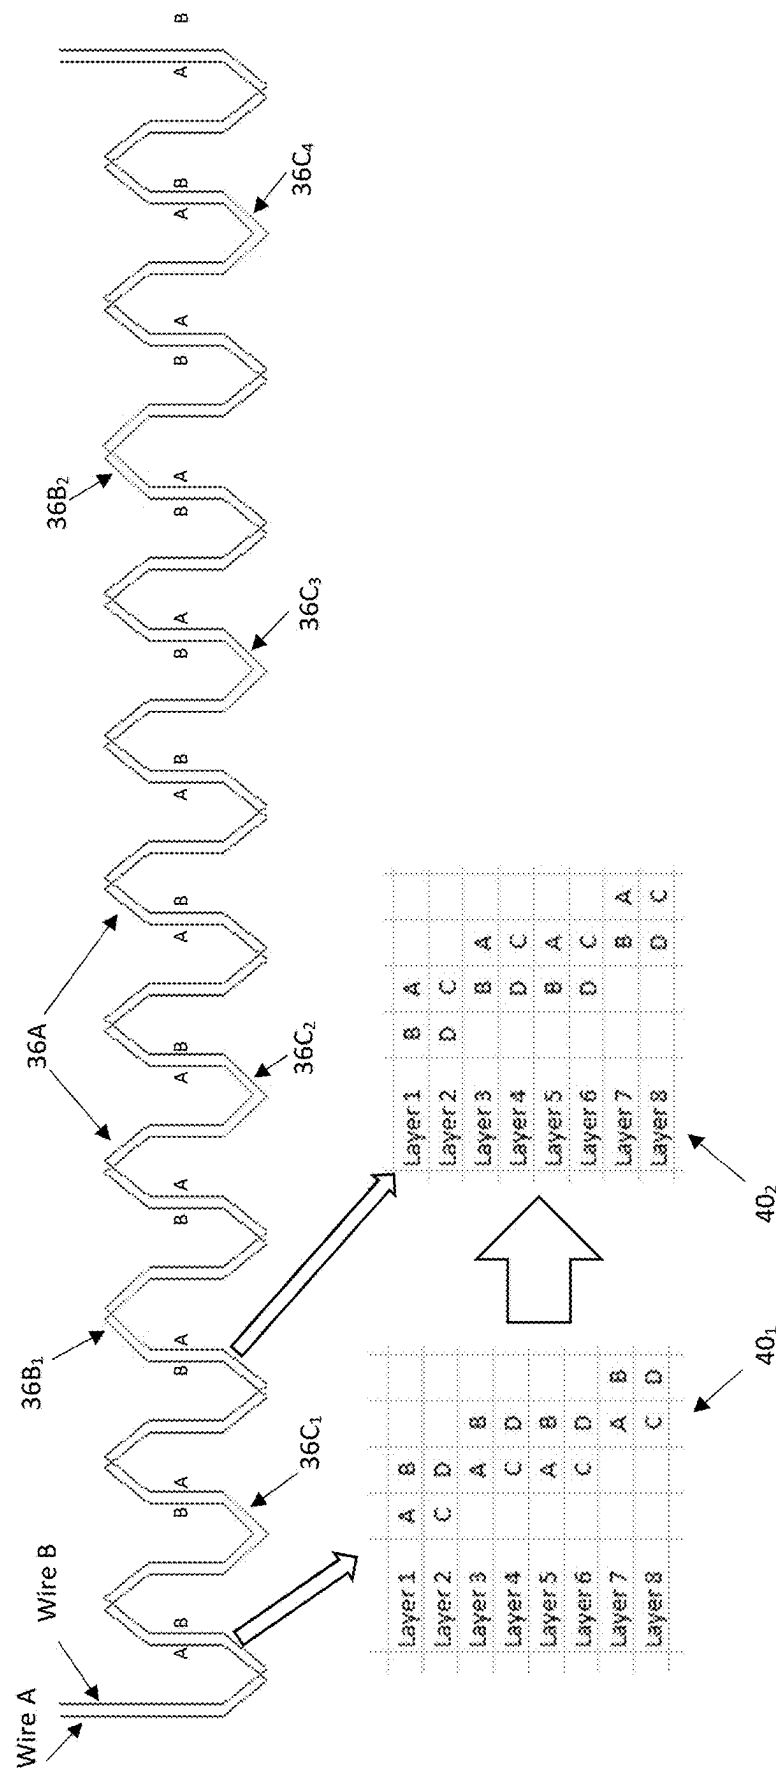 Wire A
Wire B
36B₁
36A
36B₂
A B B A B A B A A B A B A B B A B A B A A B A B
36C₁
36C₂
36C₃
36C₄
Layer 1 A B
Layer 2 C D
Layer 3 A B
Layer 4 C D
Layer 5 A B
Layer 6 C D
Layer 7 A B
Layer 8 C D
40₁
Layer 1 B A
Layer 2 D C
Layer 3 B A
Layer 4 D C
Layer 5 B A
Layer 6 D C
Layer 7 B A
Layer 8 D C
40₂